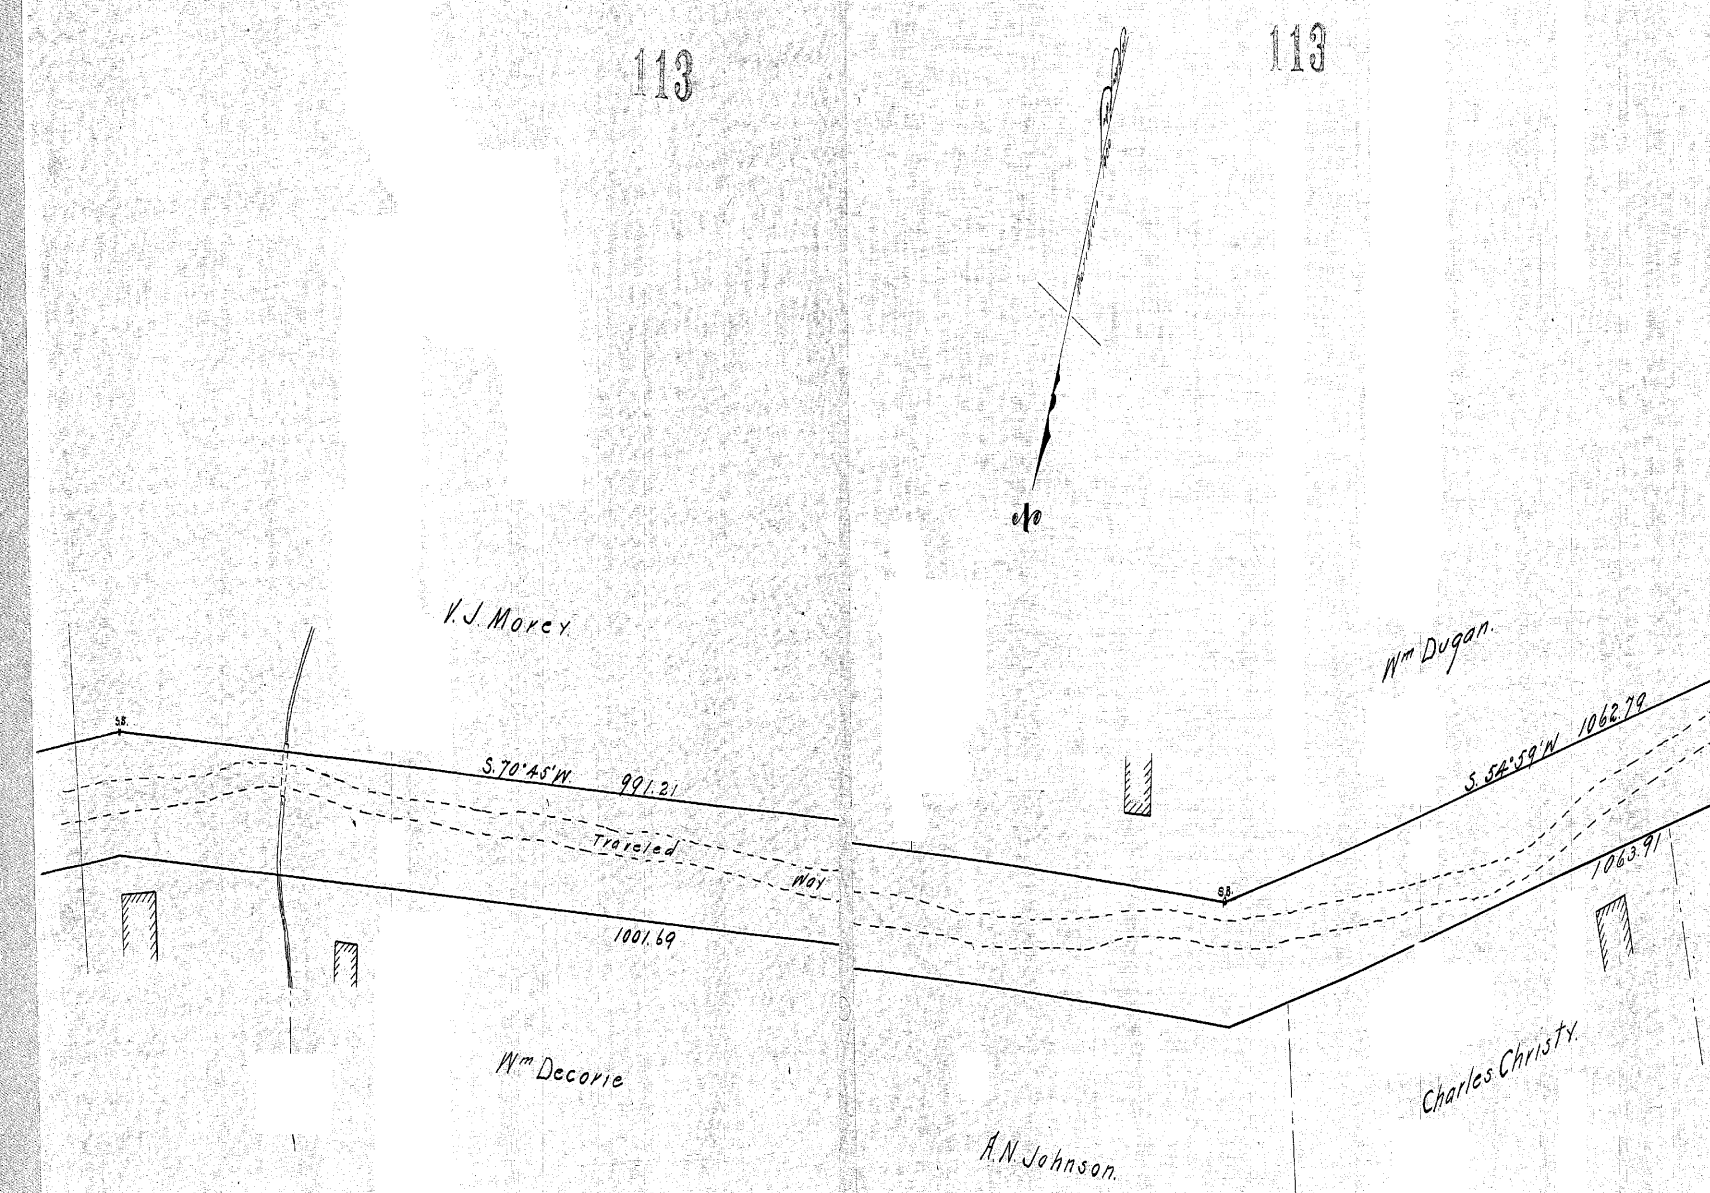 113
113
N
V. J. Morey.
Wm Dugan.
S.B.
S. 70° 45' W. 991.21
S. 54° 59' W 1062.79
Traveled
Way
S.B.
1063.91
1001.69
Wm Decorie
Charles Christy.
A. N. Johnson.